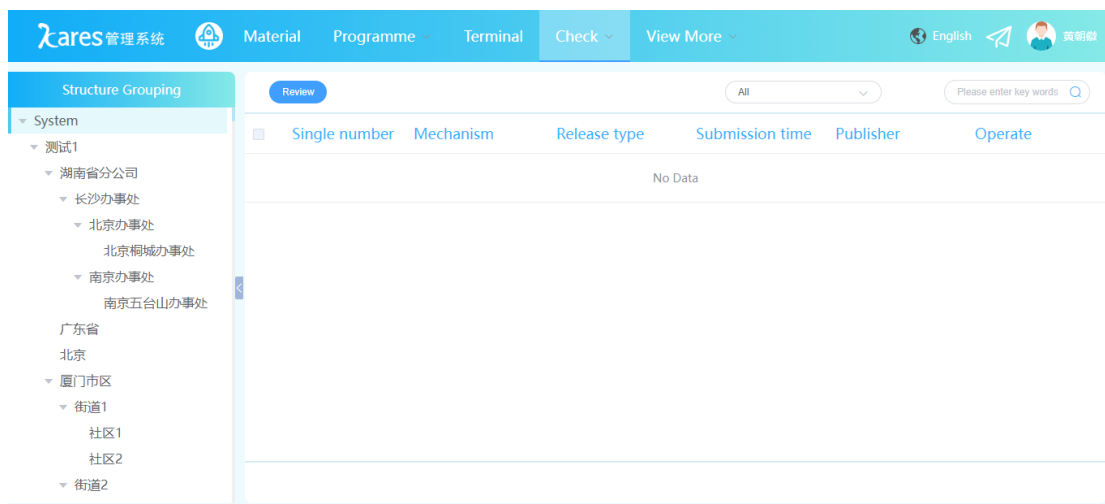 kares管理系统 Material Programme Terminal Check View More English 黄朝徽
Structure Grouping
Review All Please enter key words
System
Single number Mechanism Release type Submission time Publisher Operate
测试1
湖南省分公司
No Data
长沙办事处
北京办事处
北京桐城办事处
南京办事处
南京五台山办事处
广东省
北京
厦门市区
街道1
社区1
社区2
街道2